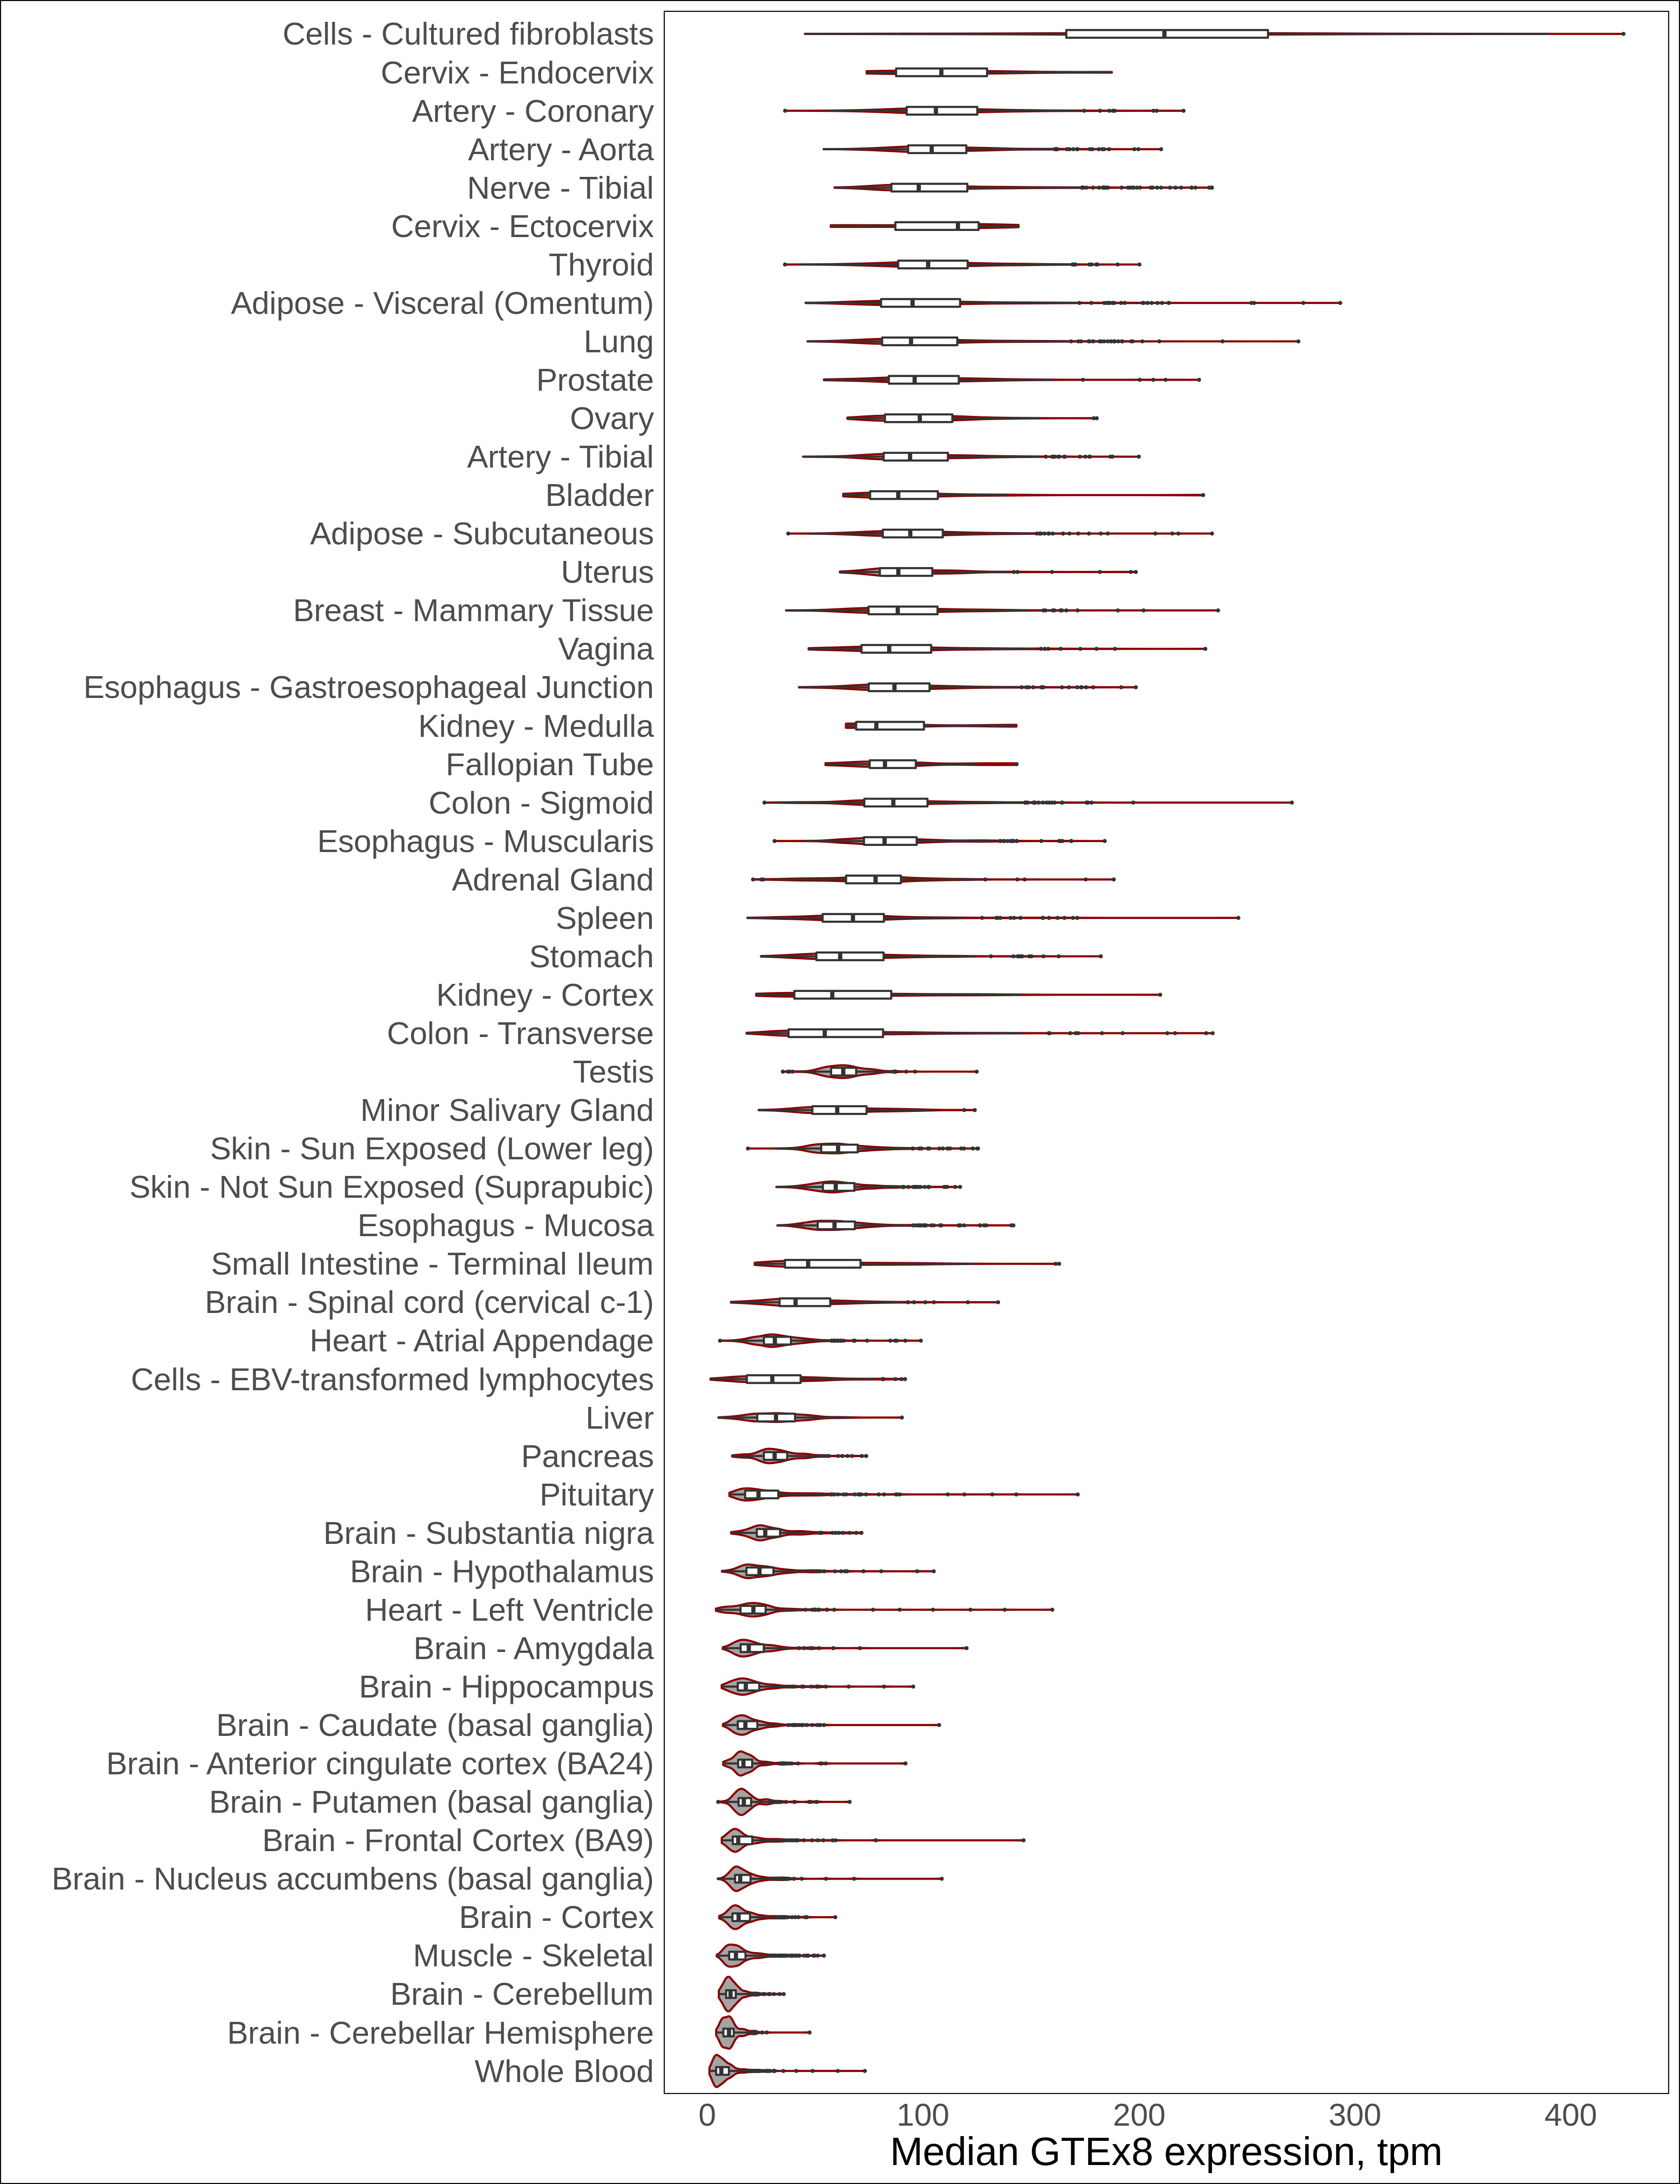 Cells - Cultured fibroblasts
Cervix - Endocervix
Artery - Coronary
Artery - Aorta
Nerve - Tibial
Cervix - Ectocervix
Thyroid
Adipose - Visceral (Omentum)
Lung
Prostate
Ovary
Artery - Tibial
Bladder
Adipose - Subcutaneous
Uterus
Breast - Mammary Tissue
Vagina
Esophagus - Gastroesophageal Junction
Kidney - Medulla
Fallopian Tube
Colon - Sigmoid
Esophagus - Muscularis
Adrenal Gland
Spleen
Stomach
Kidney - Cortex
Colon - Transverse
Testis
Minor Salivary Gland
Skin - Sun Exposed (Lower leg)
Skin - Not Sun Exposed (Suprapubic)
Esophagus - Mucosa
Small Intestine - Terminal Ileum
Brain - Spinal cord (cervical c-1)
Heart - Atrial Appendage
Cells - EBV-transformed lymphocytes
Liver
Pancreas
Pituitary
Brain - Substantia nigra
Brain - Hypothalamus
Heart - Left Ventricle
Brain - Amygdala
Brain - Hippocampus
Brain - Caudate (basal ganglia)
Brain - Anterior cingulate cortex (BA24)
Brain - Putamen (basal ganglia)
Brain - Frontal Cortex (BA9)
Brain - Nucleus accumbens (basal ganglia)
Brain - Cortex
Muscle - Skeletal
Brain - Cerebellum
Brain - Cerebellar Hemisphere
Whole Blood
0 100 200 300 400
Median GTEx8 expression, tpm